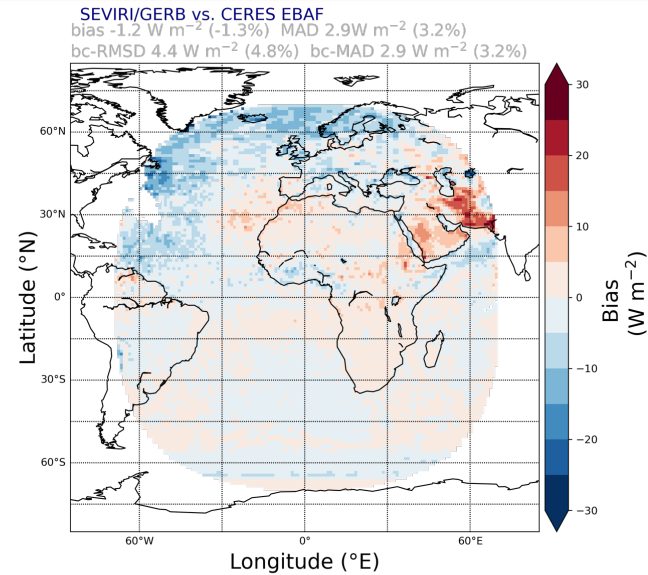 SEVIRI/GERB vs. CERES EBAF
bias -1.2 W m⁻² (-1.3%)  MAD 2.9W m⁻² (3.2%)
bc-RMSD 4.4 W m⁻² (4.8%)  bc-MAD 2.9 W m⁻² (3.2%)
60°N
30°N
0°
30°S
60°S
Latitude (°N)
60°W
0°
60°E
Longitude (°E)
30
20
10
0
−10
−20
−30
Bias
(W m⁻²)